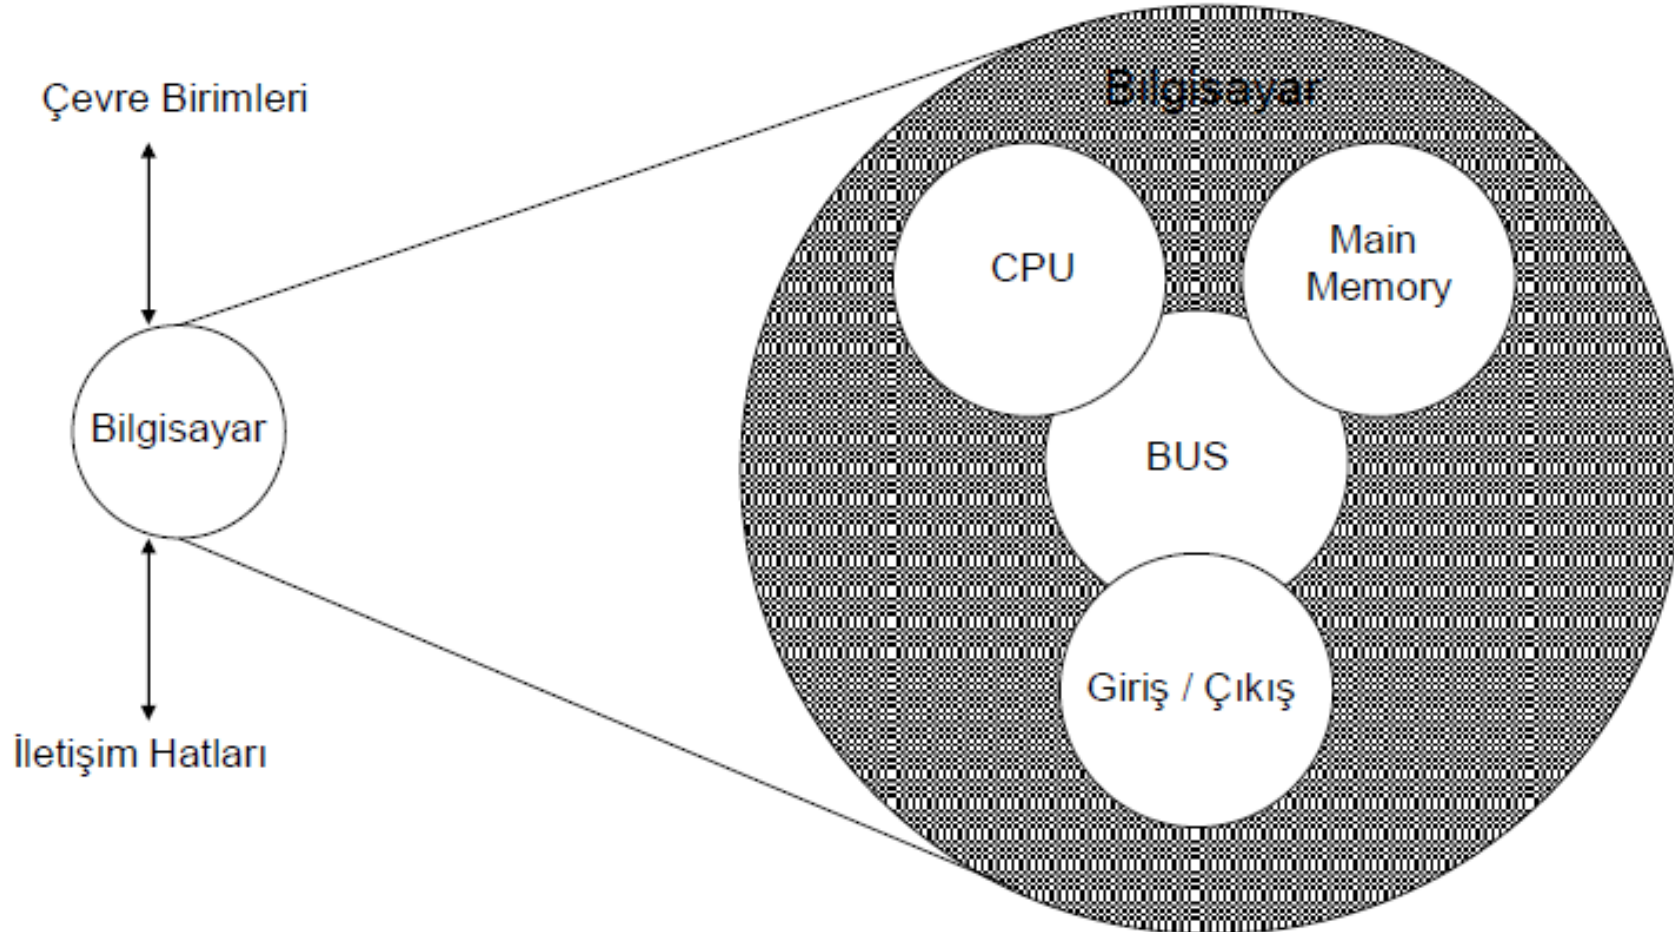 Çevre Birimleri
Bilgisayar
İletişim Hatları
Bilgisayar
CPU
Main
Memory
BUS
Giriş / Çıkış